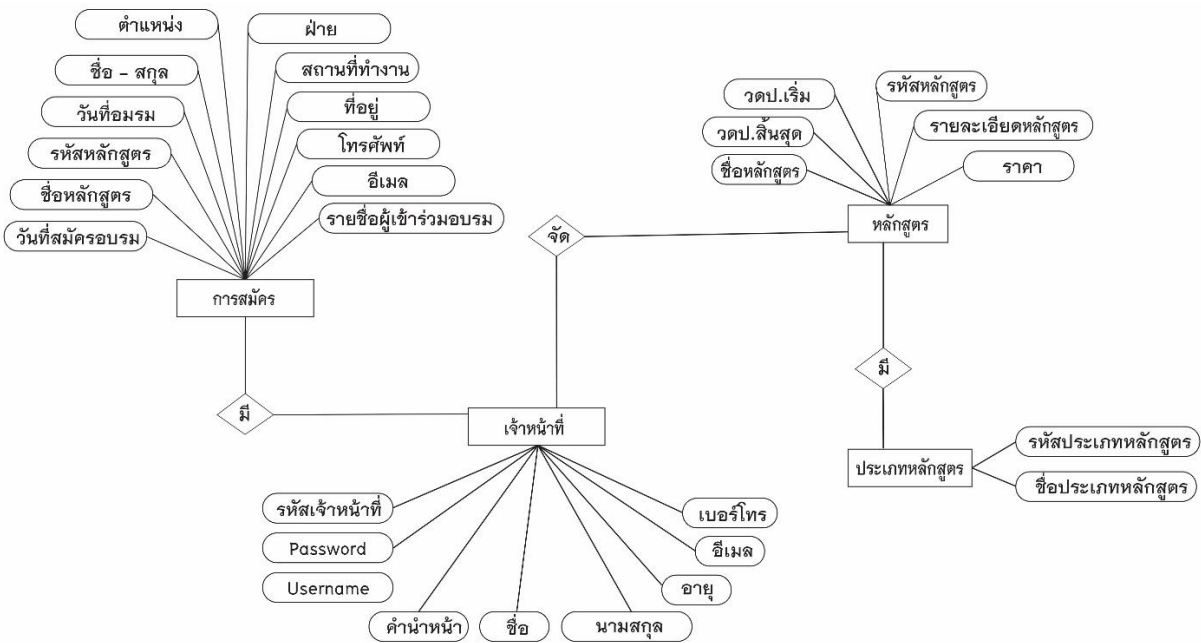 ตำแหน่ง
ฝ่าย
ชื่อ - สกุล
สถานที่ทำงาน
วันที่อมรม
ที่อยู่
รหัสหลักสูตร
โทรศัพท์
ชื่อหลักสูตร
อีเมล
วันที่สมัครอบรม
รายชื่อผู้เข้าร่วมอบรม
การสมัคร
วดป.เริ่ม
รหัสหลักสูตร
วดป.สิ้นสุด
รายละเอียดหลักสูตร
ชื่อหลักสูตร
ราคา
จัด
หลักสูตร
มี
มี
เจ้าหน้าที่
ประเภทหลักสูตร
รหัสประเภทหลักสูตร
ชื่อประเภทหลักสูตร
รหัสเจ้าหน้าที่
Password
Username
คำนำหน้า
ชื่อ
นามสกุล
อายุ
อีเมล
เบอร์โทร